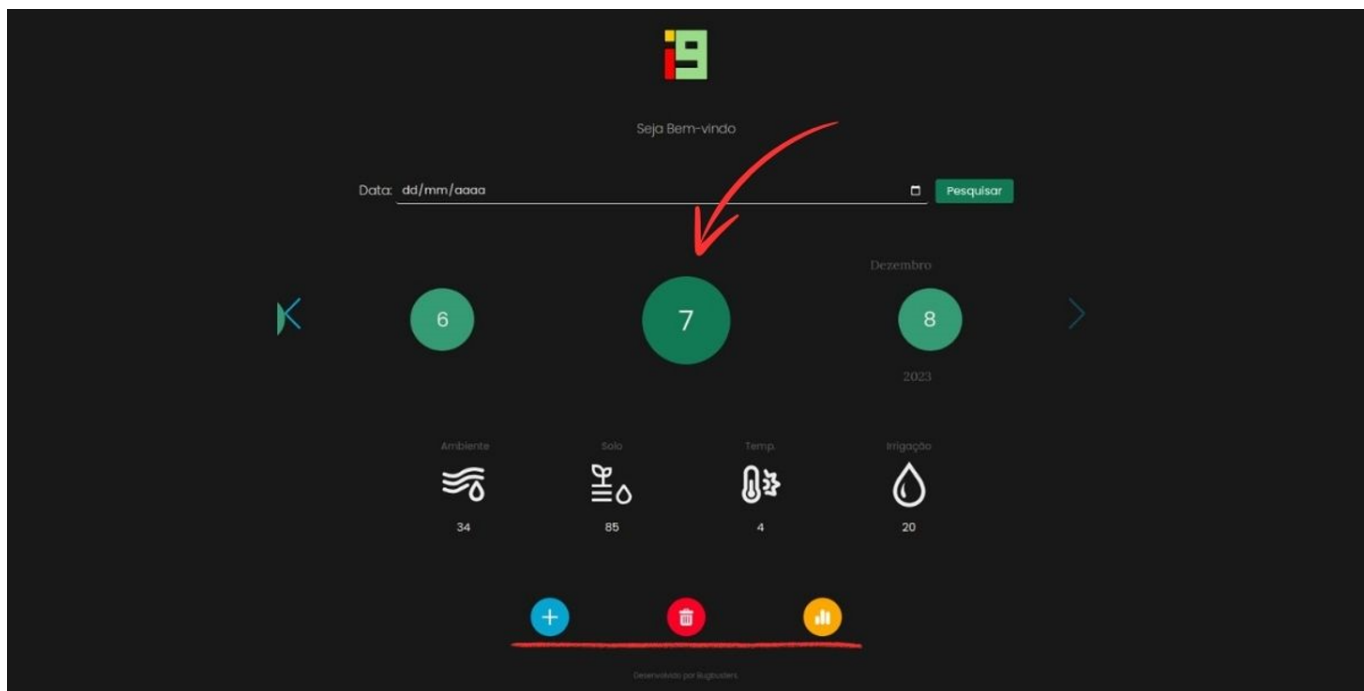 i9
Seja Bem-vindo
Data: dd/mm/aaaa Pesquisar
Dezembro
6 7 8
2023
Ambiente Solo Temp. Irrigação
34 85 4 20
Desenvolvido por Bugbusters.